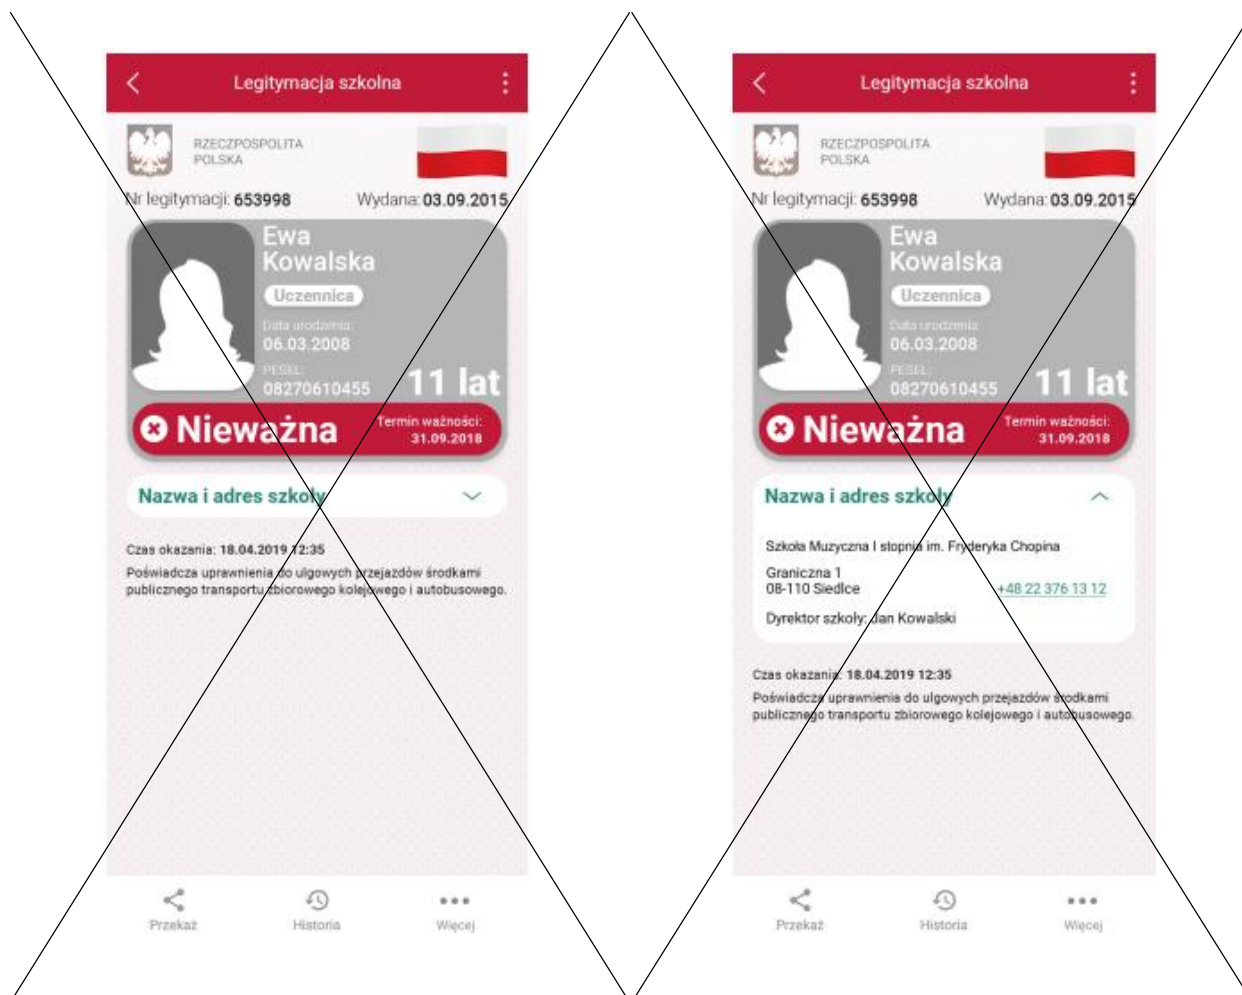 Legitymacja szkolna
RZECZPOSPOLITA
POLSKA
Nr legitymacji: 653998 Wydana: 03.09.2015
Ewa
Kowalska
Uczennica
Data urodzenia:
06.03.2008
PESEL:
08270610455 11 lat
Nieważna Termin ważności:
31.09.2018
Nazwa i adres szkoły
Czas okazania: 18.04.2019 12:35
Poświadcza uprawnienia do ulgowych przejazdów środkami
publicznego transportu zbiorowego kolejowego i autobusowego.
Przekaż Historia Więcej
Legitymacja szkolna
RZECZPOSPOLITA
POLSKA
Nr legitymacji: 653998 Wydana: 03.09.2015
Ewa
Kowalska
Uczennica
Data urodzenia:
06.03.2008
PESEL:
08270610455 11 lat
Nieważna Termin ważności:
31.09.2018
Nazwa i adres szkoły
Szkoła Muzyczna I stopnia im. Fryderyka Chopina
Graniczna 1
08-110 Siedlce +48 22 376 13 12
Dyrektor szkoły: Jan Kowalski
Czas okazania: 18.04.2019 12:35
Poświadcza uprawnienia do ulgowych przejazdów środkami
publicznego transportu zbiorowego kolejowego i autobusowego.
Przekaż Historia Więcej